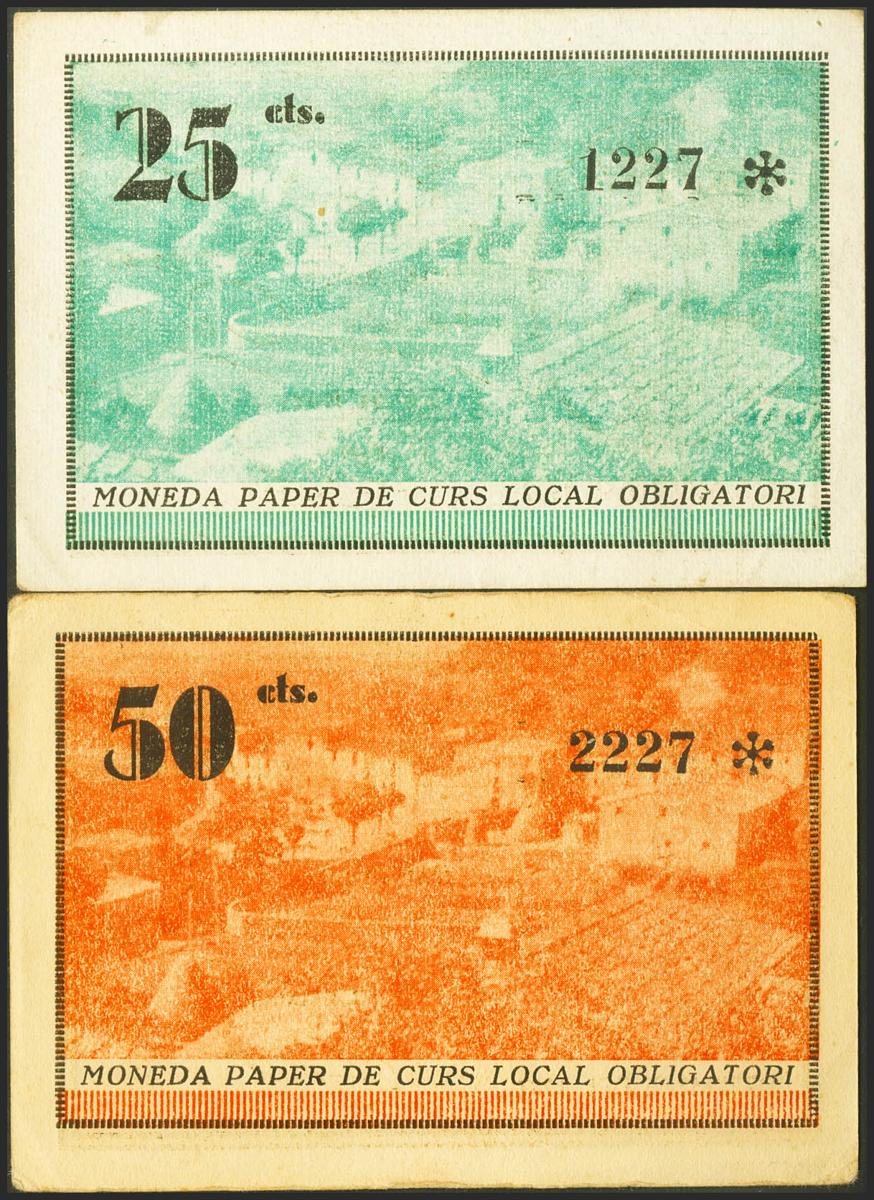 25 cts.
1227 *
MONEDA PAPER DE CURS LOCAL OBLIGATORI
50 cts.
2227 *
MONEDA PAPER DE CURS LOCAL OBLIGATORI